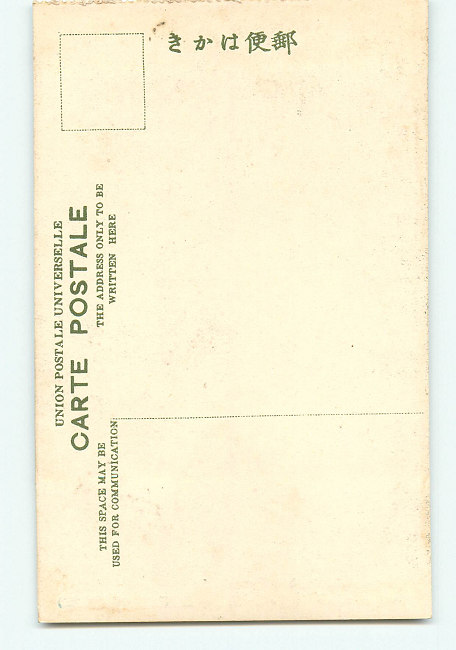 郵便はかき
UNION POSTALE UNIVERSELLE
CARTE POSTALE
THE ADDRESS ONLY TO BE
WRITTEN HERE
THIS SPACE MAY BE
USED FOR COMMUNICATION